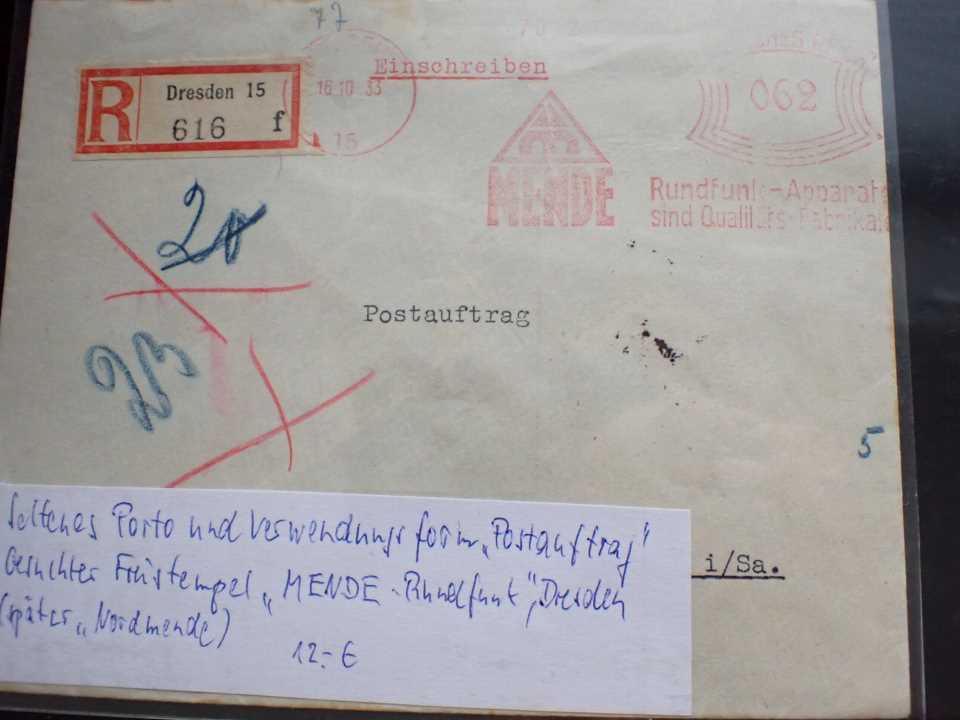 77
Einschreiben
R
Dresden 15
616 f
16.10 33
15
062
MENDE
Rundfunk-Apparate
sind Qualitäts-Fabrikate
20
Postauftrag
5
i/Sa.
Seltenes Porto und Verwendungsform „Postauftrag"
Gesuchter Freistempel „MENDE-Rundfunk", Dresden
(später „Nordmende)
12.- €